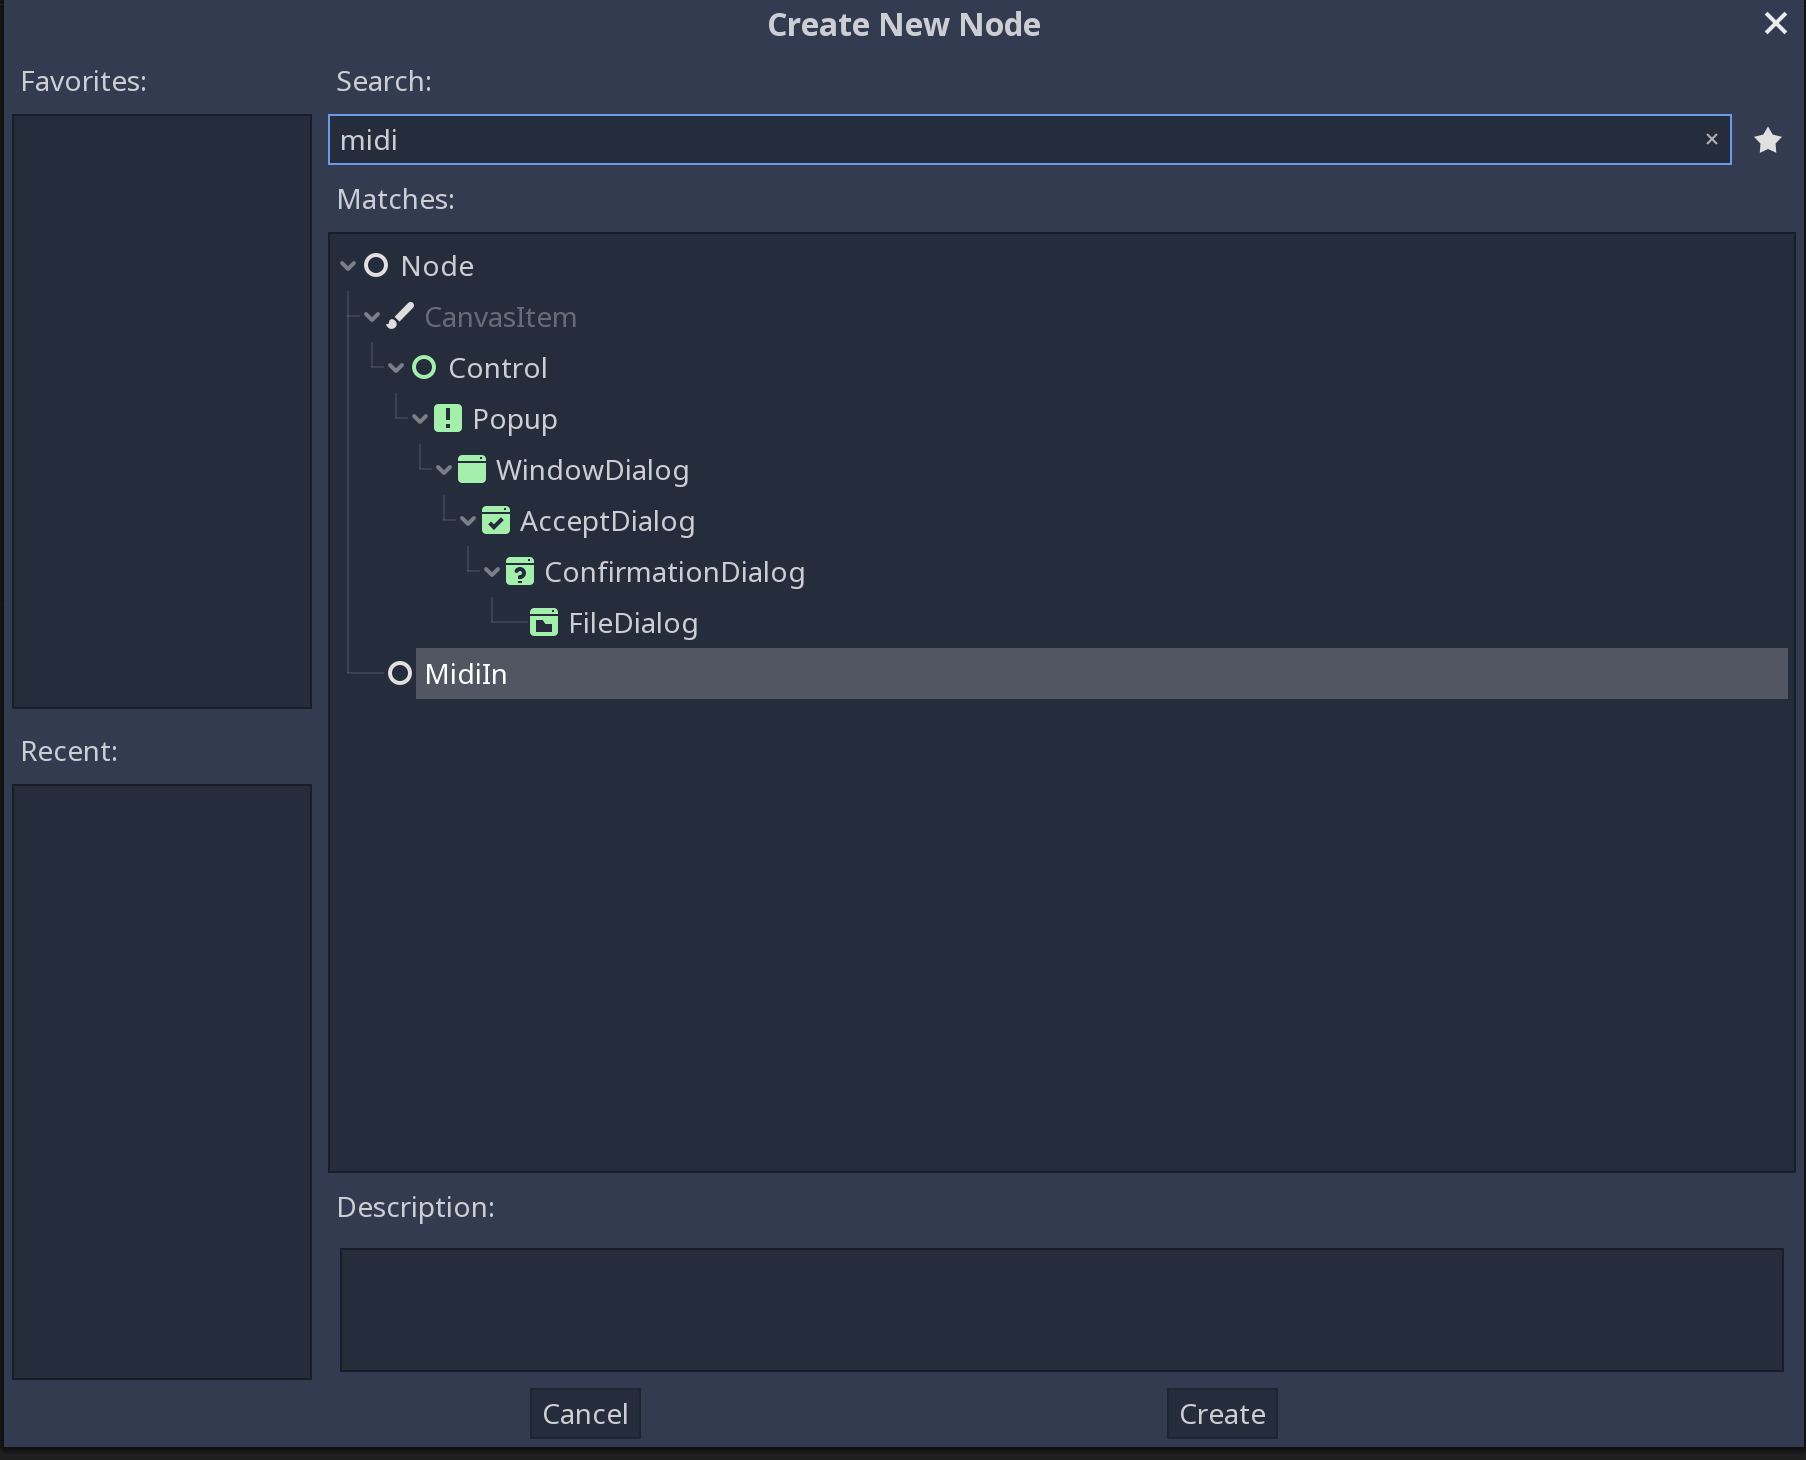 Create New Node
Favorites:
Search:
midi
Matches:
Node
CanvasItem
Control
Popup
WindowDialog
AcceptDialog
ConfirmationDialog
FileDialog
MidiIn
Recent:
Description:
Cancel
Create